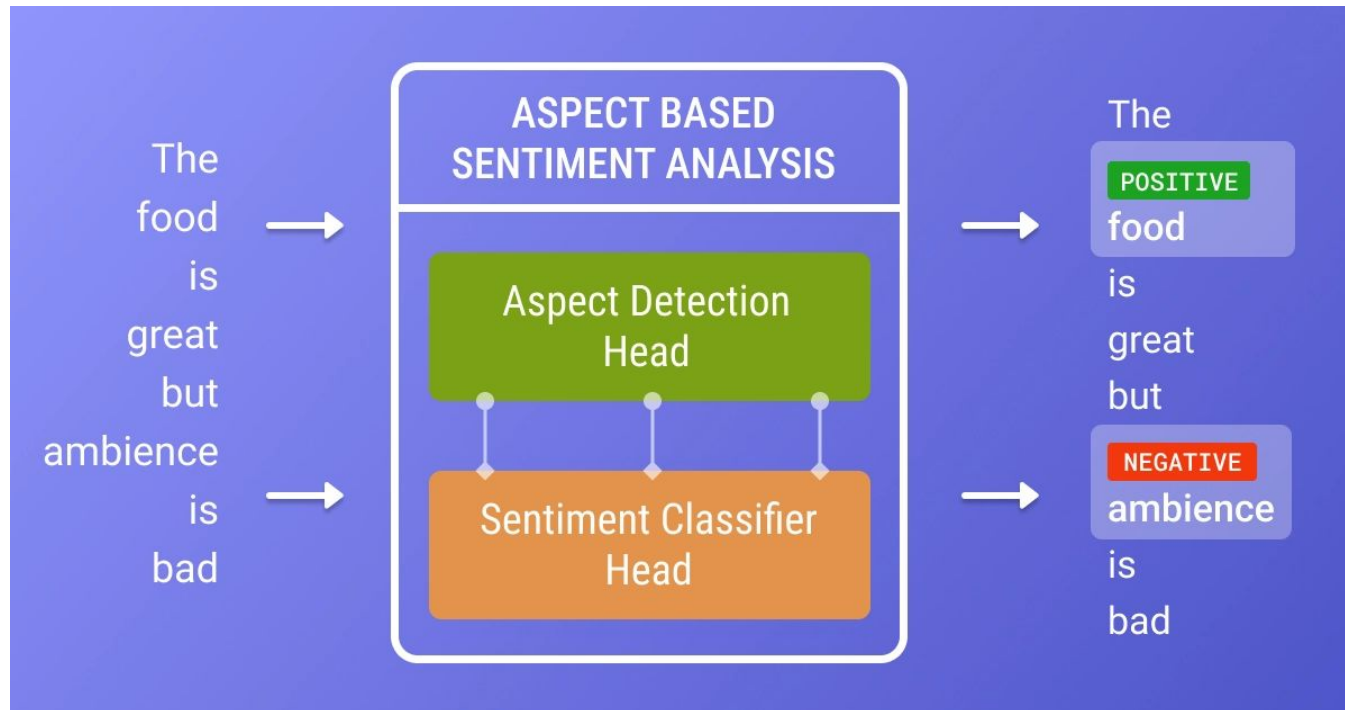 The
food
is
great
but
ambience
is
bad
ASPECT BASED
SENTIMENT ANALYSIS
Aspect Detection
Head
Sentiment Classifier
Head
The
POSITIVE
food
is
great
but
NEGATIVE
ambience
is
bad